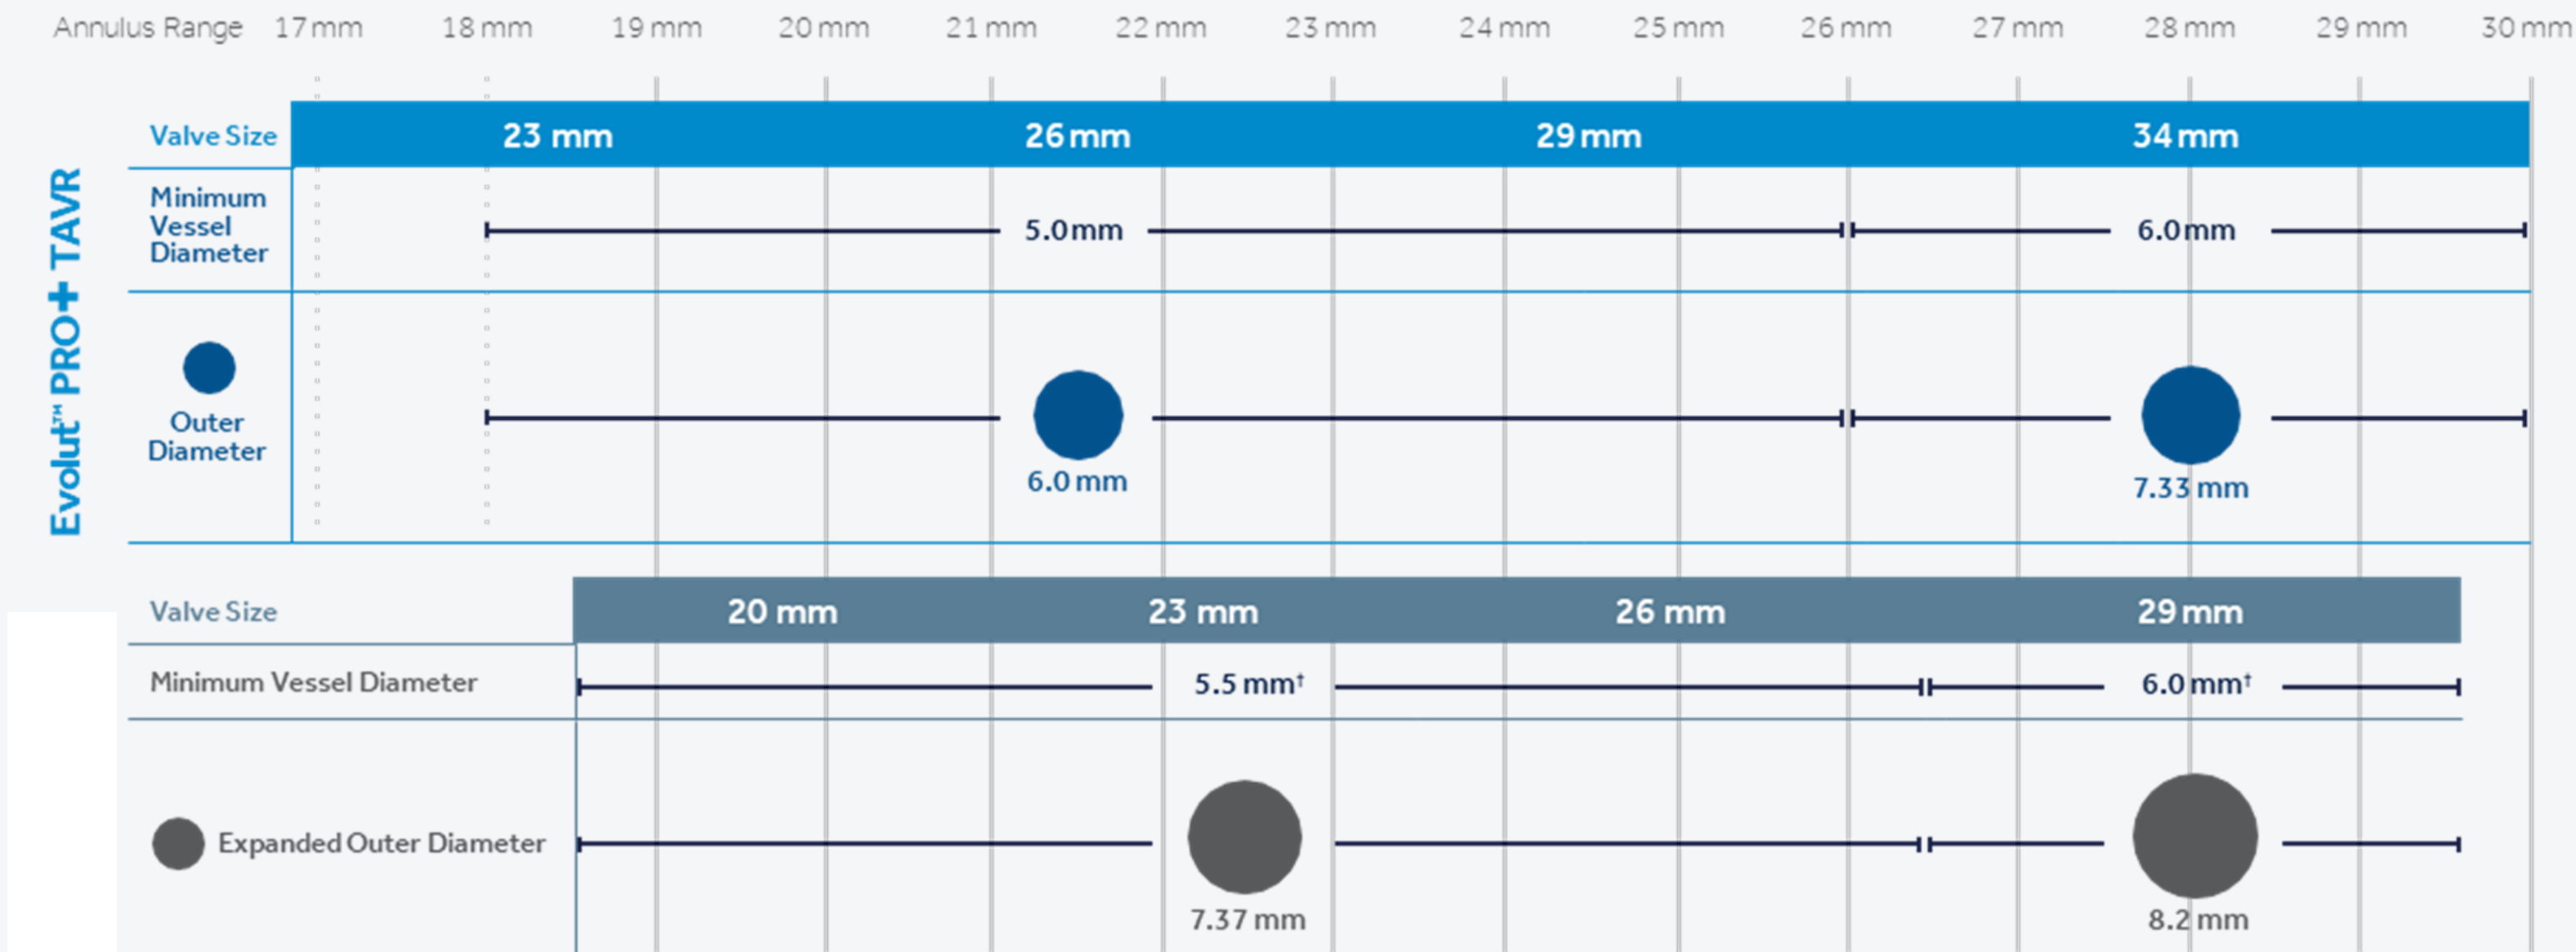 Annulus Range 17 mm 18 mm 19 mm 20 mm 21 mm 22 mm 23 mm 24 mm 25 mm 26 mm 27 mm 28 mm 29 mm 30 mm
Evolut™ PRO+ TAVR
Valve Size 23 mm 26 mm 29 mm 34 mm
Minimum
Vessel
Diameter
5.0 mm 6.0 mm
Outer
Diameter
6.0 mm 7.33 mm
Valve Size 20 mm 23 mm 26 mm 29 mm
Minimum Vessel Diameter 5.5 mm† 6.0 mm†
Expanded Outer Diameter
7.37 mm 8.2 mm